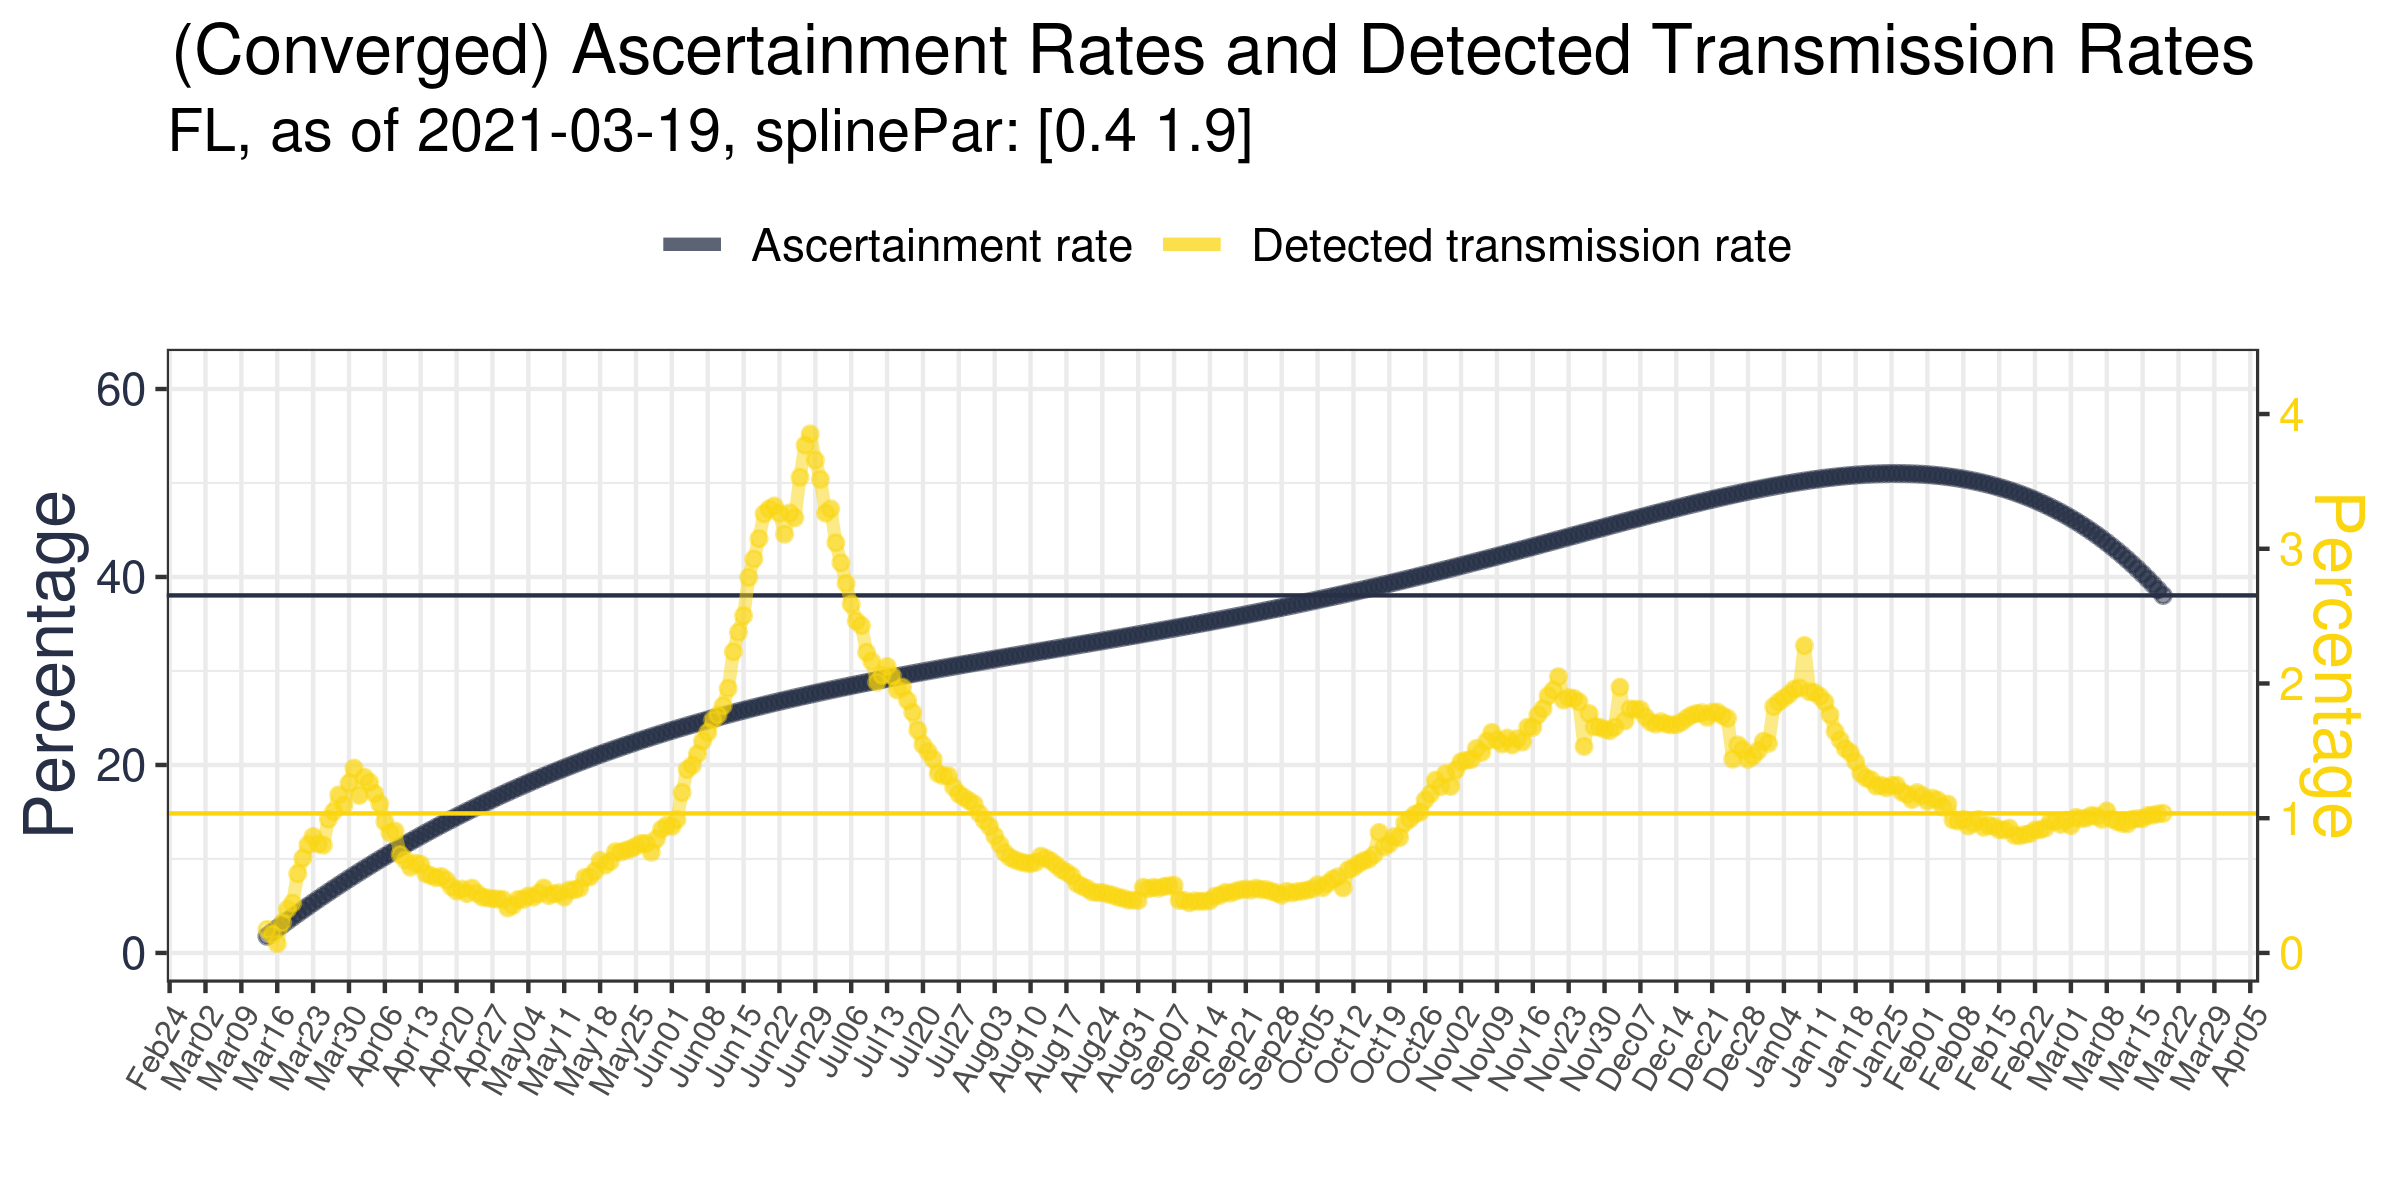 (Converged) Ascertainment Rates and Detected Transmission Rates
FL, as of 2021-03-19, splinePar: [0.4 1.9]
Ascertainment rate Detected transmission rate
Percentage
60
40
20
0
4
3
2
1
0
Percentage
Feb24 Mar02 Mar09 Mar16 Mar23 Mar30 Apr06 Apr13 Apr20 Apr27 May04 May11 May18 May25 Jun01 Jun08 Jun15 Jun22 Jun29 Jul06 Jul13 Jul20 Jul27 Aug03 Aug10 Aug17 Aug24 Aug31 Sep07 Sep14 Sep21 Sep28 Oct05 Oct12 Oct19 Oct26 Nov02 Nov09 Nov16 Nov23 Nov30 Dec07 Dec14 Dec21 Dec28 Jan04 Jan11 Jan18 Jan25 Feb01 Feb08 Feb15 Feb22 Mar01 Mar08 Mar15 Mar22 Mar29 Apr05